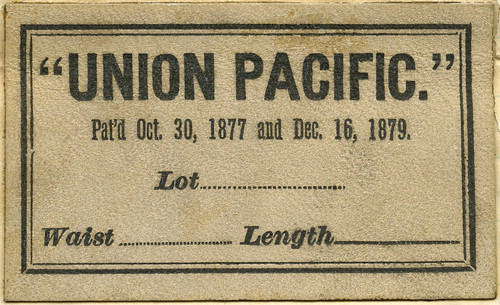 “UNION PACIFIC.”
Pat'd Oct. 30, 1877 and Dec. 16, 1879.
Lot
Waist Length